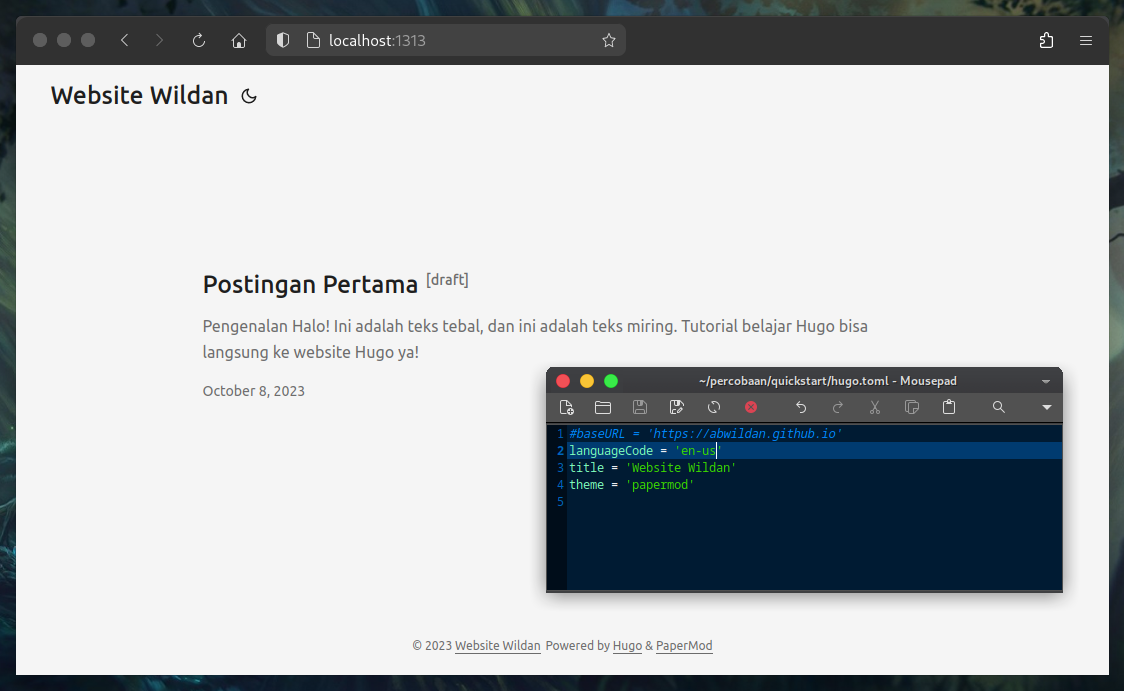 localhost:1313
Website Wildan
Postingan Pertama [draft]
Pengenalan Halo! Ini adalah teks tebal, dan ini adalah teks miring. Tutorial belajar Hugo bisa
langsung ke website Hugo ya!
October 8, 2023
~/percobaan/quickstart/hugo.toml - Mousepad
1 #baseURL = 'https://abwildan.github.io'
2 languageCode = 'en-us'
3 title = 'Website Wildan'
4 theme = 'papermod'
5
© 2023 Website Wildan Powered by Hugo & PaperMod